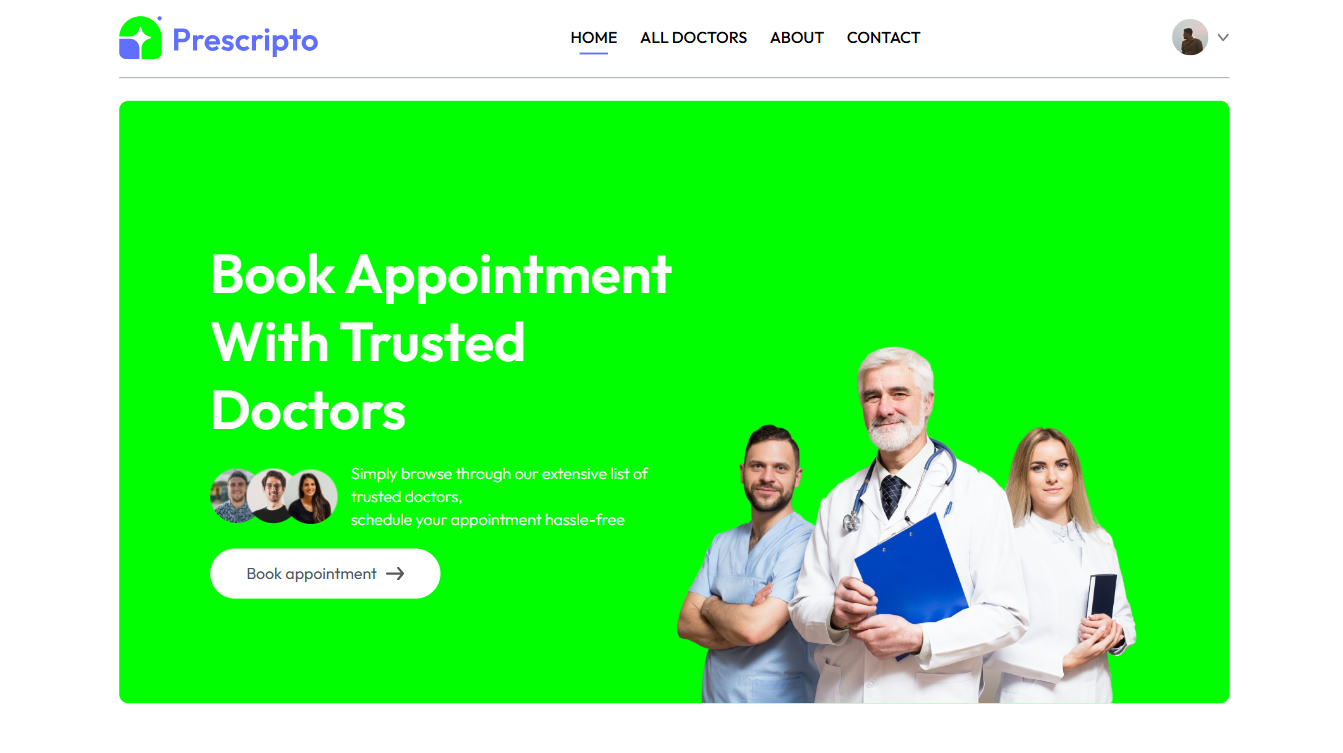 Prescripto
HOME
ALL DOCTORS
ABOUT
CONTACT
Book Appointment
With Trusted
Doctors
Simply browse through our extensive list of
trusted doctors,
schedule your appointment hassle-free
Book appointment